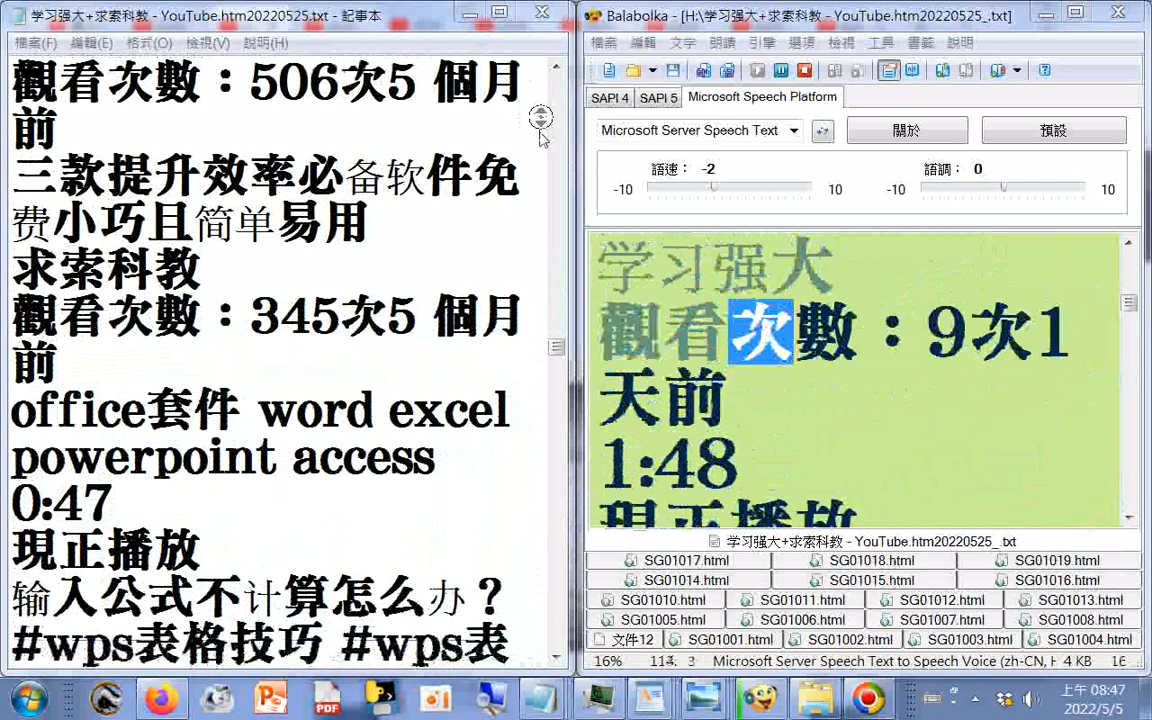 学习强大+求索科教 - YouTube.htm20220525.txt - 記事本
檔案(F) 編輯(E) 格式(O) 檢視(V) 說明(H)
觀看次數：506次5 個月
前
三款提升效率必备软件免
费小巧且简单易用
求索科教
觀看次數：345次5 個月
前
office套件 word excel
powerpoint access
0:47
現正播放
输入公式不计算怎么办？
#wps表格技巧 #wps表
Balabolka - [H:\学习强大+求索科教 - YouTube.htm20220525_.txt]
檔案 編輯 文字 朗讀 引擎 選項 檢視 工具 書籤 說明
SAPI 4 SAPI 5 Microsoft Speech Platform
Microsoft Server Speech Text 關於 預設
語速： -2 語調： 0
-10 10 -10 10
学习强大
觀看次數：9次1
天前
1:48
現正播放
学习强大+求索科教 - YouTube.htm20220525_.txt
SG01017.html SG01018.html SG01019.html
SG01014.html SG01015.html SG01016.html
SG01010.html SG01011.html SG01012.html SG01013.html
SG01005.html SG01006.html SG01007.html SG01008.html
文件12 SG01001.html SG01002.html SG01003.html SG01004.html
16% 114: 3 Microsoft Server Speech Text to Speech Voice (zh-CN, H 4 KB 16
PDF
上午 08:47
2022/5/5